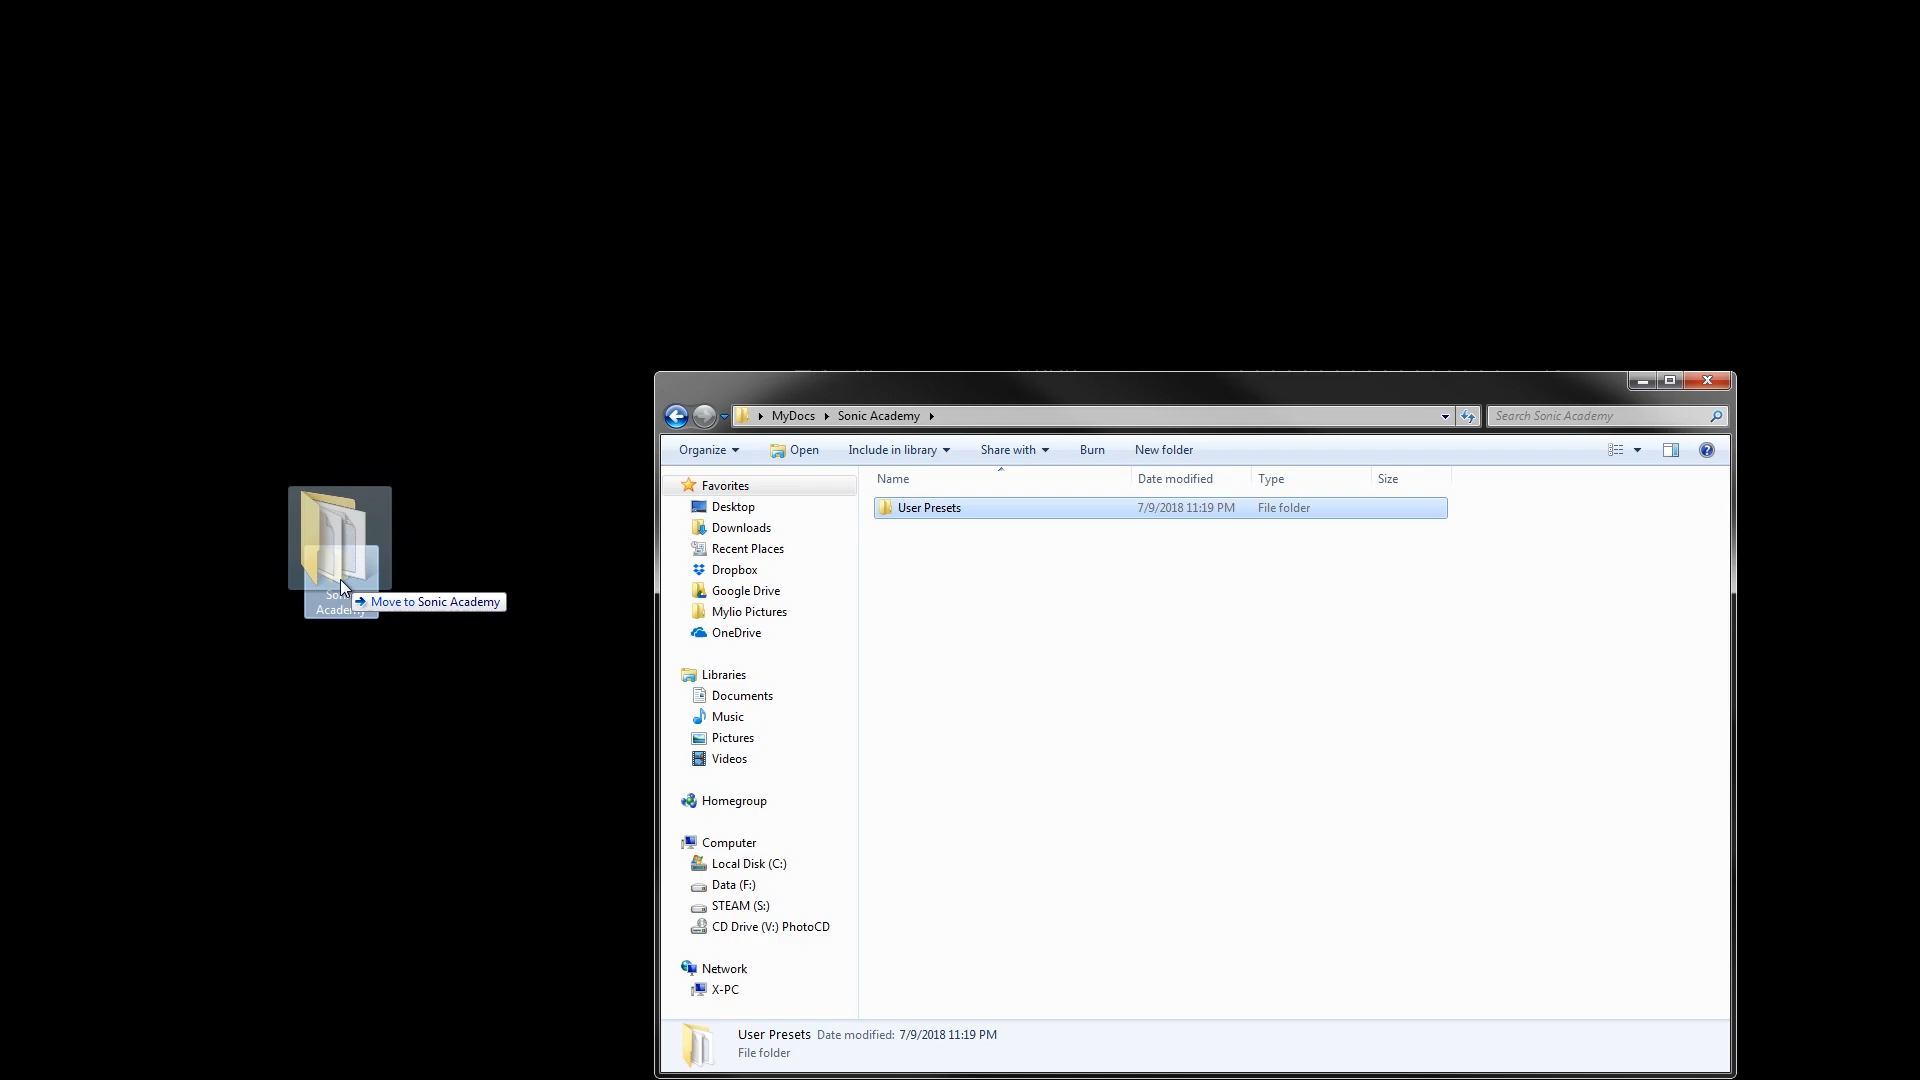 MyDocs Sonic Academy
Search Sonic Academy
Organize Open Include in library Share with Burn New folder
Name Date modified Type Size
User Presets 7/9/2018 11:19 PM File folder
Favorites
Desktop
Downloads
Recent Places
Dropbox
Google Drive
Mylio Pictures
OneDrive
Libraries
Documents
Music
Pictures
Videos
Homegroup
Computer
Local Disk (C:)
Data (F:)
STEAM (S:)
CD Drive (V:) PhotoCD
Network
X-PC
User Presets Date modified: 7/9/2018 11:19 PM
File folder
Move to Sonic Academy